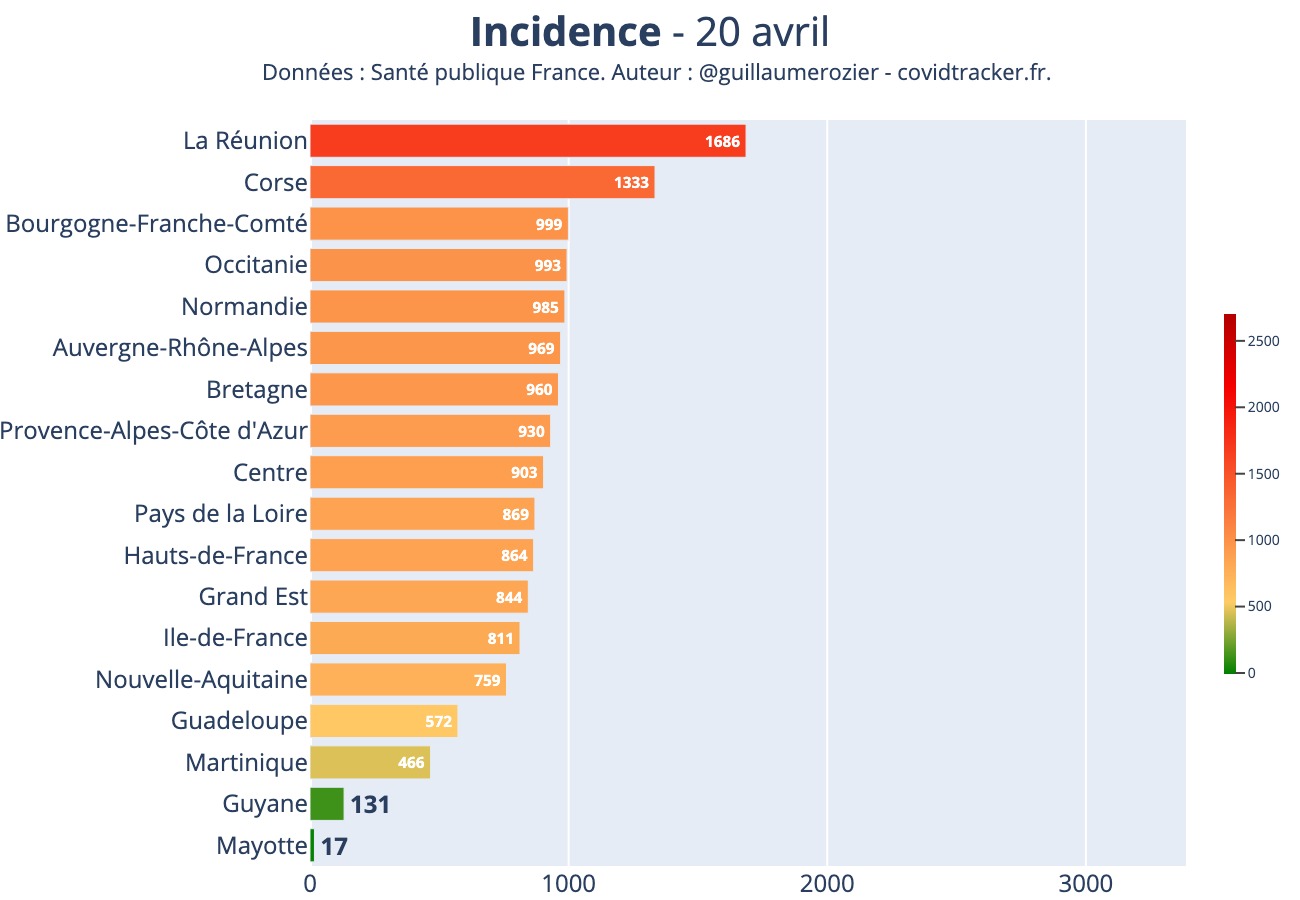 Incidence - 20 avril
Données : Santé publique France. Auteur : @guillaumerozier - covidtracker.fr.
La Réunion 1686
Corse 1333
Bourgogne-Franche-Comté 999
Occitanie 993
Normandie 985
Auvergne-Rhône-Alpes 969
Bretagne 960
Provence-Alpes-Côte d'Azur 930
Centre 903
Pays de la Loire 869
Hauts-de-France 864
Grand Est 844
Ile-de-France 811
Nouvelle-Aquitaine 759
Guadeloupe 572
Martinique 466
Guyane 131
Mayotte 17
0 1000 2000 3000
2500
2000
1500
1000
500
0